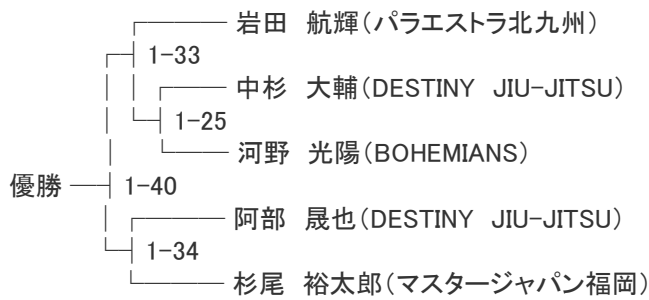 岩田　航輝（パラエストラ北九州）
1-33
中杉　大輔（DESTINY　JIU-JITSU）
1-25
河野　光陽（BOHEMIANS）
優勝 1-40
阿部　晟也（DESTINY　JIU-JITSU）
1-34
杉尾　裕太郎（マスタージャパン福岡）